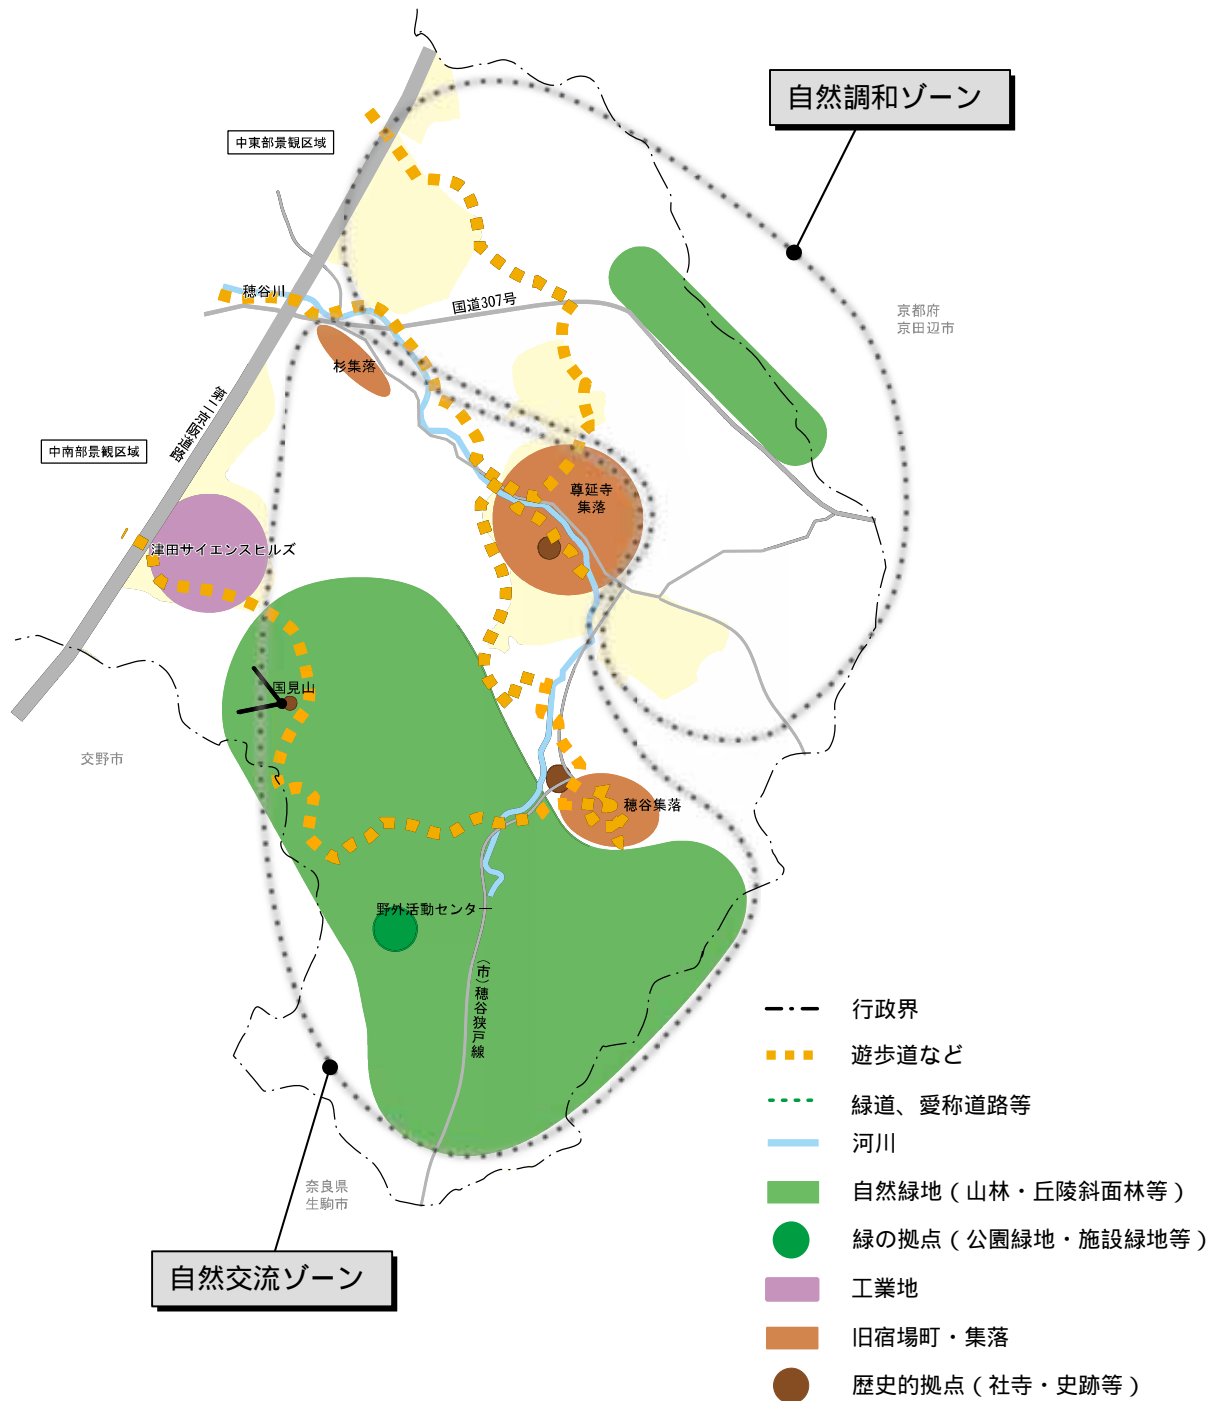 自然調和ゾーン
中東部景観区域
穂谷川
国道307号
京都府
京田辺市
杉集落
第二京阪道路
中南部景観区域
尊延寺
集落
津田サイエンスヒルズ
国見山
交野市
穂谷集落
野外活動センター
(市)穂谷狭戸線
奈良県
生駒市
自然交流ゾーン
行政界
遊歩道など
緑道、愛称道路等
河川
自然緑地(山林・丘陵斜面林等)
緑の拠点(公園緑地・施設緑地等)
工業地
旧宿場町・集落
歴史的拠点(社寺・史跡等)